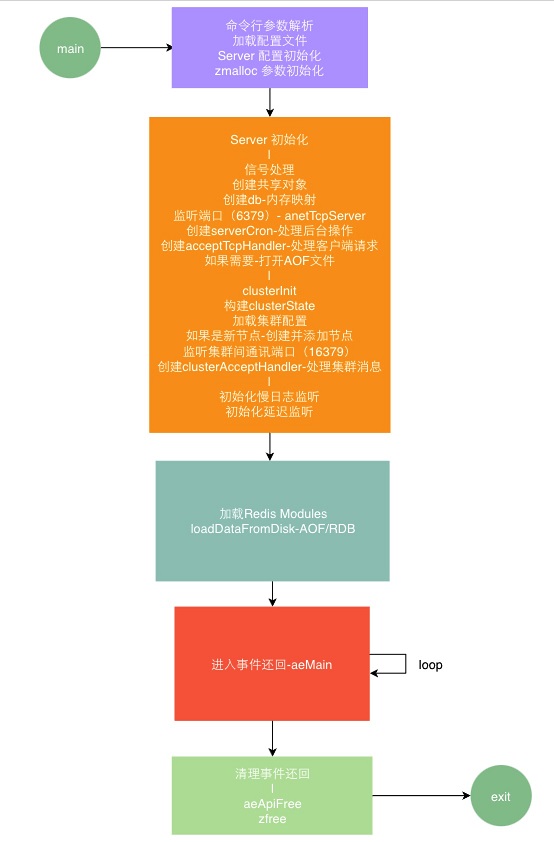 main
命令行参数解析
加载配置文件
Server 配置初始化
zmalloc 参数初始化
Server 初始化
|
信号处理
创建共享对象
创建db-内存映射
监听端口（6379）- anetTcpServer
创建serverCron-处理后台操作
创建acceptTcpHandler-处理客户端请求
如果需要-打开AOF文件
|
clusterInit
构建clusterState
加载集群配置
如果是新节点-创建并添加节点
监听集群间通讯端口（16379）
创建clusterAcceptHandler-处理集群消息
|
初始化慢日志监听
初始化延迟监听
加载Redis Modules
loadDataFromDisk-AOF/RDB
进入事件还回-aeMain
loop
清理事件还回
|
aeApiFree
zfree
exit